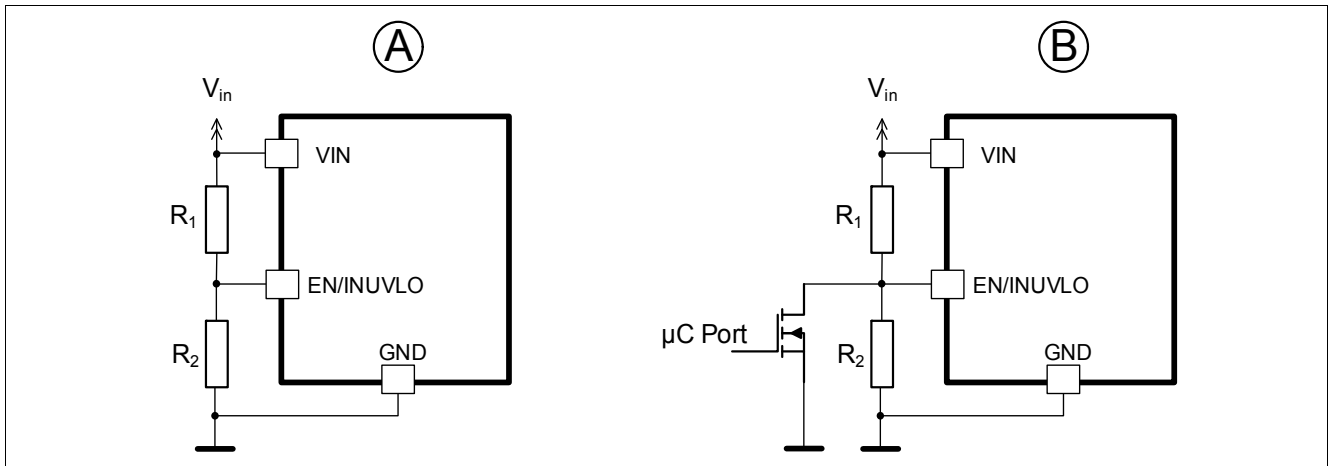 A
V_in
VIN
R_1
EN/INUVLO
R_2
GND
B
V_in
VIN
R_1
EN/INUVLO
µC Port
R_2
GND